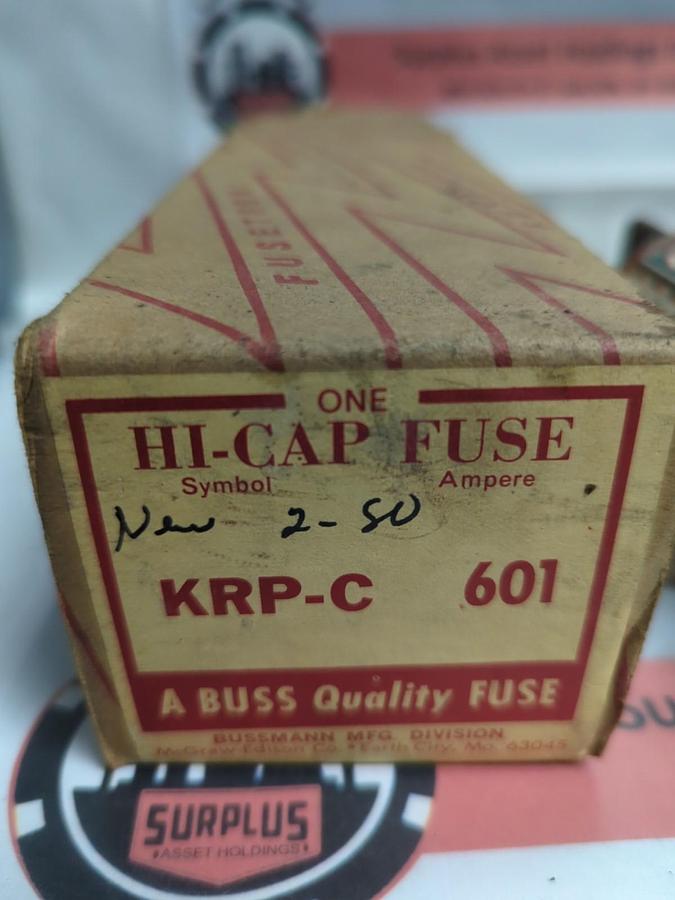 FUSETRON
ONE
HI-CAP FUSE
Symbol Ampere
New 2-80
KRP-C 601
A BUSS Quality FUSE
BUSSMANN MFG. DIVISION
McGraw-Edison Co. * Earth City, Mo. 63045
SURPLUS
ASSET HOLDINGS